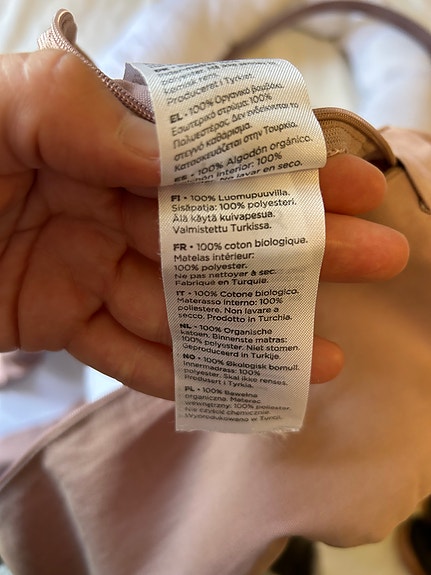 kemisk rens.
Produceret i Tyrkiet.
EL • 100% Οργανικό βαμβάκι.
Εσωτερικό στρώμα: 100%
Πολυεστέρας. Δεν ενδείκνυται το
στεγνό καθάρισμα.
Κατασκευάζεται στην Τουρκία.
ES • 100% Algodón orgánico.
interior: 100%
No lavar en seco.
FI • 100% Luomupuuvilla.
Sisäpatja: 100% polyesteri.
Älä käytä kuivapesua.
Valmistettu Turkissa.
FR • 100% coton biologique.
Matelas intérieur:
100% polyester.
Ne pas nettoyer à sec.
Fabriqué en Turquie.
IT • 100% Cotone biologico.
Materasso interno: 100%
poliestere. Non lavare a
secco. Prodotto in Turchia.
NL • 100% Organische
katoen. Binnenste matras:
100% polyester. Niet stomen.
Geproduceerd in Turkije.
NO • 100% Økologisk bomull.
Innermadrass: 100%
polyester. Skal ikke renses.
Produsert i Tyrkia.
PL • 100% Bawełna
organiczna. Materac
wewnętrzny: 100% poliester.
Nie czyścić chemicznie.
Wyprodukowano w Turcji.